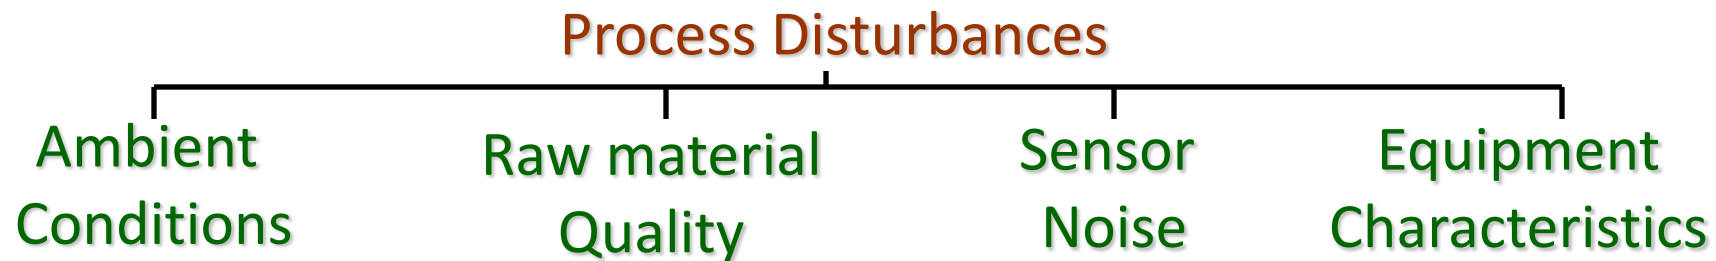 Process Disturbances
Ambient
Conditions
Raw material
Quality
Sensor
Noise
Equipment
Characteristics